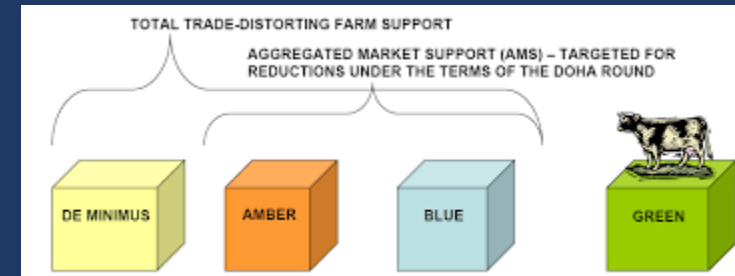 TOTAL TRADE-DISTORTING FARM SUPPORT
AGGREGATED MARKET SUPPORT (AMS) – TARGETED FOR
REDUCTIONS UNDER THE TERMS OF THE DOHA ROUND
DE MINIMUS
AMBER
BLUE
GREEN